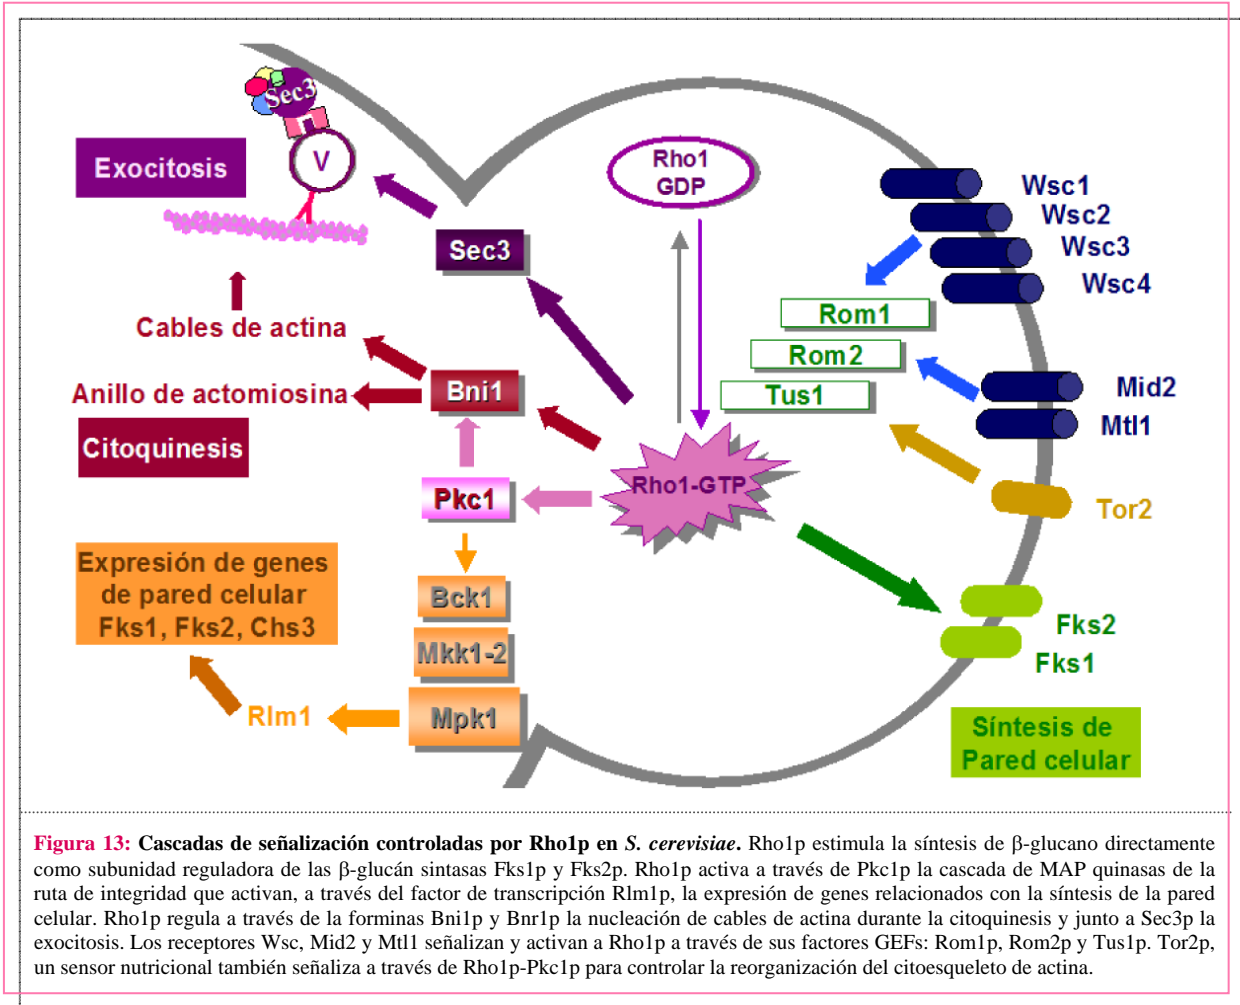 Sec3
V
Exocitosis
Rho1
GDP
Wsc1
Wsc2
Wsc3
Wsc4
Sec3
Rom1
Rom2
Tus1
Cables de actina
Anillo de actomiosina
Bni1
Citoquinesis
Mid2
Mtl1
Pkc1
Rho1-GTP
Tor2
Expresión de genes
de pared celular
Fks1, Fks2, Chs3
Bck1
Mkk1-2
Mpk1
Rlm1
Fks2
Fks1
Síntesis de
Pared celular
Figura 13: Cascadas de señalización controladas por Rho1p en S. cerevisiae. Rho1p estimula la síntesis de β-glucano directamente
como subunidad reguladora de las β-glucán sintasas Fks1p y Fks2p. Rho1p activa a través de Pkc1p la cascada de MAP quinasas de la
ruta de integridad que activan, a través del factor de transcripción Rlm1p, la expresión de genes relacionados con la síntesis de la pared
celular. Rho1p regula a través de la forminas Bni1p y Bnr1p la nucleación de cables de actina durante la citoquinesis y junto a Sec3p la
exocitosis. Los receptores Wsc, Mid2 y Mtl1 señalizan y activan a Rho1p a través de sus factores GEFs: Rom1p, Rom2p y Tus1p. Tor2p,
un sensor nutricional también señaliza a través de Rho1p-Pkc1p para controlar la reorganización del citoesqueleto de actina.